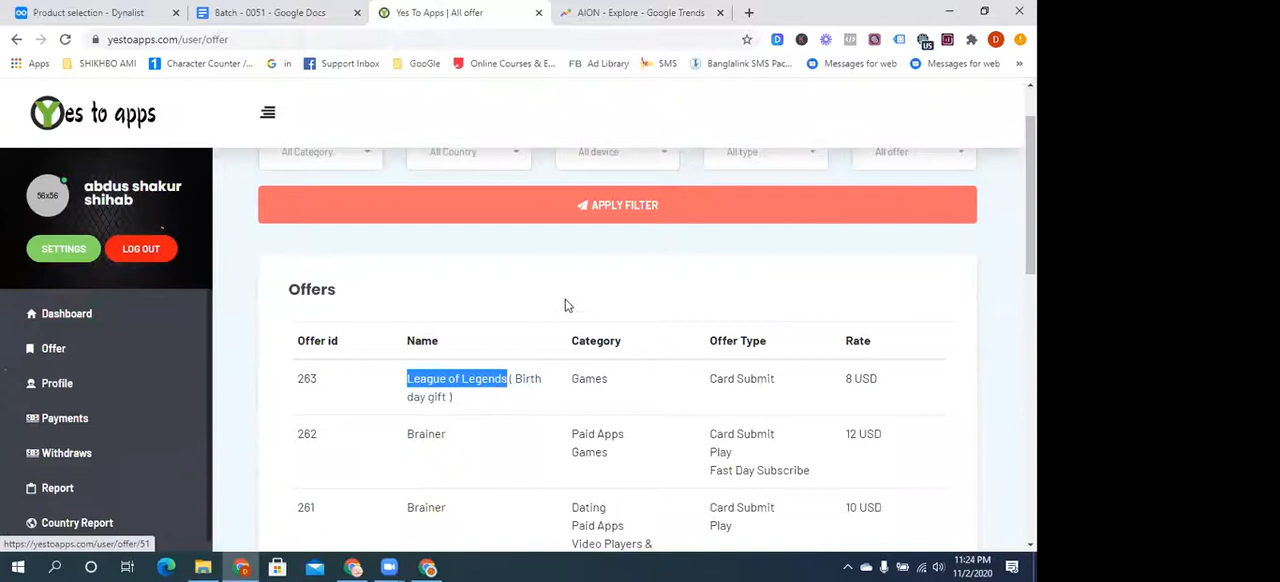 Product selection - Dynalist
Batch - 0051 - Google Docs
Yes To Apps | All offer
AION - Explore - Google Trends
yestoapps.com/user/offer
US
D
Apps
SHIKHBO AMI
Character Counter /...
in
Support Inbox
GooGle
Online Courses & E...
FB Ad Library
SMS
Banglalink SMS Pac...
Messages for web
Messages for web
Yes to apps
56x56
abdus shakur
shihab
SETTINGS
LOG OUT
Dashboard
Offer
Profile
Payments
Withdraws
Report
Country Report
https://yestoapps.com/user/offer/51
All Category
All Country
All device
All type
All offer
APPLY FILTER
Offers
Offer id Name Category Offer Type Rate
263 League of Legends ( Birth Games Card Submit 8 USD
day gift )
262 Brainer Paid Apps Card Submit 12 USD
Games Play
Fast Day Subscribe
261 Brainer Dating Card Submit 10 USD
Paid Apps Play
Video Players &
11:24 PM
11/2/2020